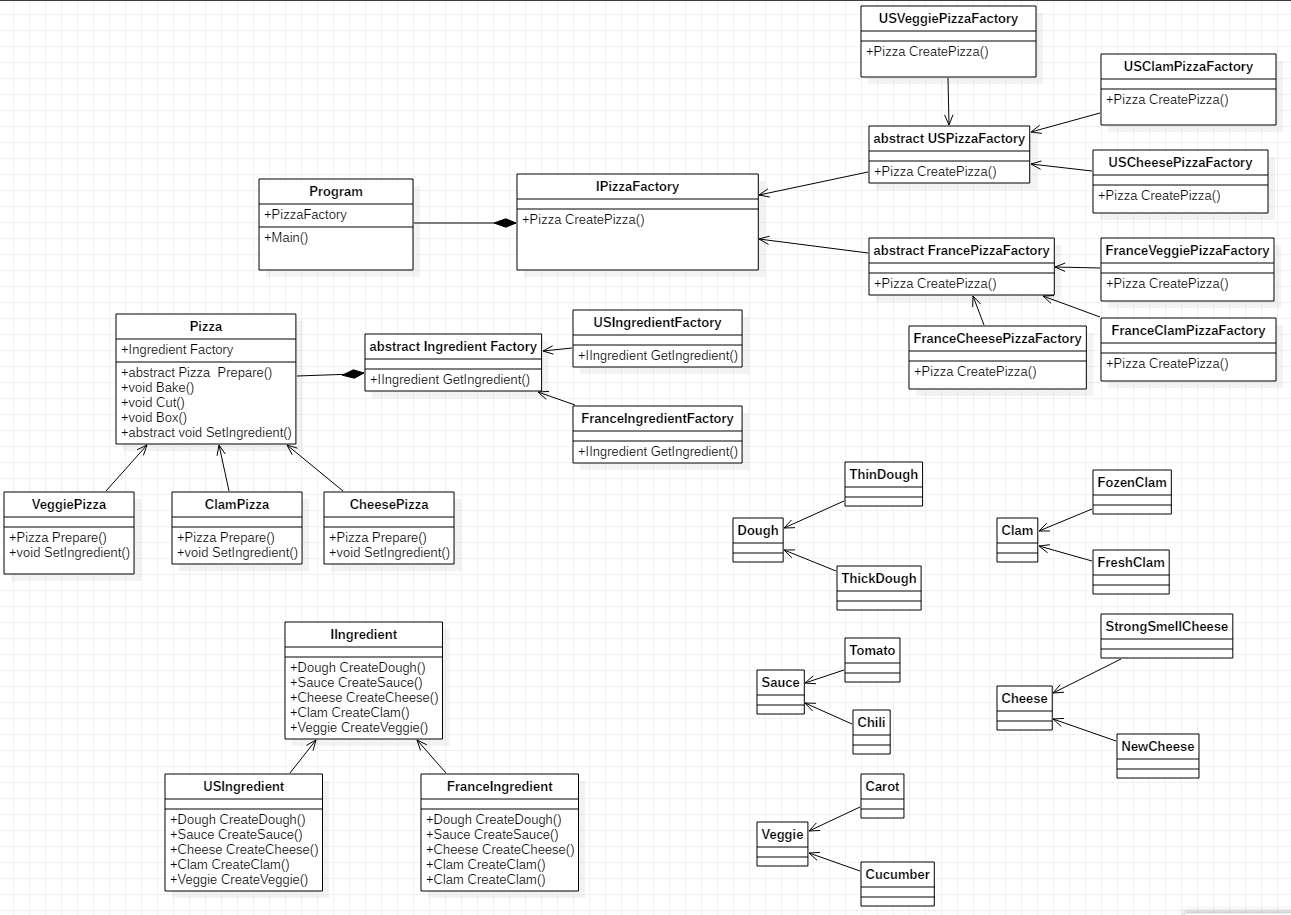 USVeggiePizzaFactory
+Pizza CreatePizza()
USClamPizzaFactory
+Pizza CreatePizza()
abstract USPizzaFactory
+Pizza CreatePizza()
USCheesePizzaFactory
+Pizza CreatePizza()
Program
+PizzaFactory
+Main()
IPizzaFactory
+Pizza CreatePizza()
abstract FrancePizzaFactory
+Pizza CreatePizza()
FranceVeggiePizzaFactory
+Pizza CreatePizza()
FranceCheesePizzaFactory
+Pizza CreatePizza()
FranceClamPizzaFactory
+Pizza CreatePizza()
Pizza
+Ingredient Factory
+abstract Pizza  Prepare()
+void Bake()
+void Cut()
+void Box()
+abstract void SetIngredient()
abstract Ingredient Factory
+IIngredient GetIngredient()
USIngredientFactory
+IIngredient GetIngredient()
FranceIngredientFactory
+IIngredient GetIngredient()
VeggiePizza
+Pizza Prepare()
+void SetIngredient()
ClamPizza
+Pizza Prepare()
+void SetIngredient()
CheesePizza
+Pizza Prepare()
+void SetIngredient()
ThinDough
Dough
ThickDough
FozenClam
Clam
FreshClam
IIngredient
+Dough CreateDough()
+Sauce CreateSauce()
+Cheese CreateCheese()
+Clam CreateClam()
+Veggie CreateVeggie()
Tomato
Sauce
Chili
StrongSmellCheese
Cheese
NewCheese
USIngredient
+Dough CreateDough()
+Sauce CreateSauce()
+Cheese CreateCheese()
+Clam CreateClam()
+Veggie CreateVeggie()
FranceIngredient
+Dough CreateDough()
+Sauce CreateSauce()
+Cheese CreateCheese()
+Clam CreateClam()
+Clam CreateClam()
Carot
Veggie
Cucumber